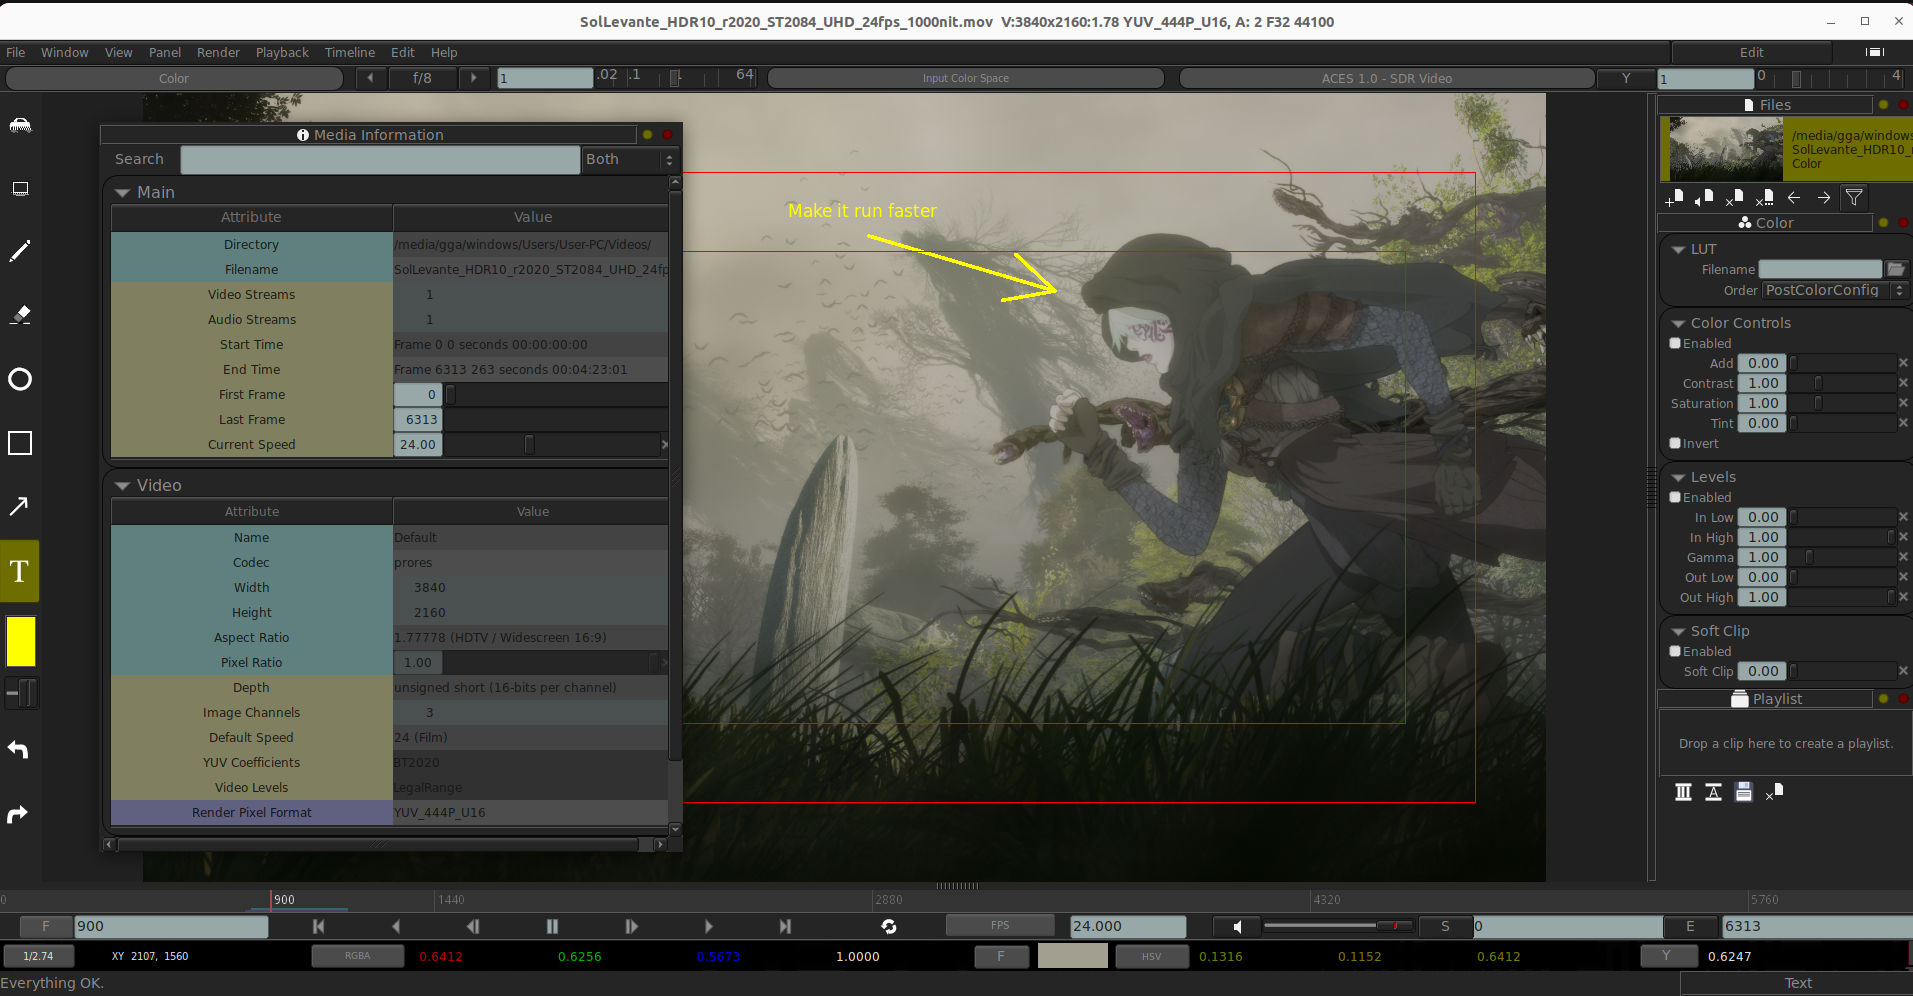 SolLevante_HDR10_r2020_ST2084_UHD_24fps_1000nit.mov V:3840x2160:1.78 YUV_444P_U16, A: 2 F32 44100
File Window View Panel Render Playback Timeline Edit Help
Edit
Color
f/8
1
.02 .1 1 64
Input Color Space
ACES 1.0 - SDR Video
Y
1
0 4
Media Information
Search
Both
Main
Attribute Value
Directory /media/gga/windows/Users/User-PC/Videos/
Filename SolLevante_HDR10_r2020_ST2084_UHD_24fp
Video Streams 1
Audio Streams 1
Start Time Frame 0 0 seconds 00:00:00:00
End Time Frame 6313 263 seconds 00:04:23:01
First Frame 0
Last Frame 6313
Current Speed 24.00
Video
Attribute Value
Name Default
Codec prores
Width 3840
Height 2160
Aspect Ratio 1.77778 (HDTV / Widescreen 16:9)
Pixel Ratio 1.00
Depth unsigned short (16-bits per channel)
Image Channels 3
Default Speed 24 (Film)
YUV Coefficients BT2020
Video Levels LegalRange
Render Pixel Format YUV_444P_U16
Make it run faster
T
Files
/media/gga/windows
SolLevante_HDR10_r
Color
Color
LUT
Filename
Order PostColorConfig
Color Controls
Enabled
Add 0.00
Contrast 1.00
Saturation 1.00
Tint 0.00
Invert
Levels
Enabled
In Low 0.00
In High 1.00
Gamma 1.00
Out Low 0.00
Out High 1.00
Soft Clip
Enabled
Soft Clip 0.00
Playlist
Drop a clip here to create a playlist.
0 900 1440 2880 4320 5760
F 900 FPS 24.000 S 0 E 6313
1/2.74 XY 2107, 1560 RGBA 0.6412 0.6256 0.5673 1.0000 F HSV 0.1316 0.1152 0.6412 Y 0.6247
Everything OK.
Text